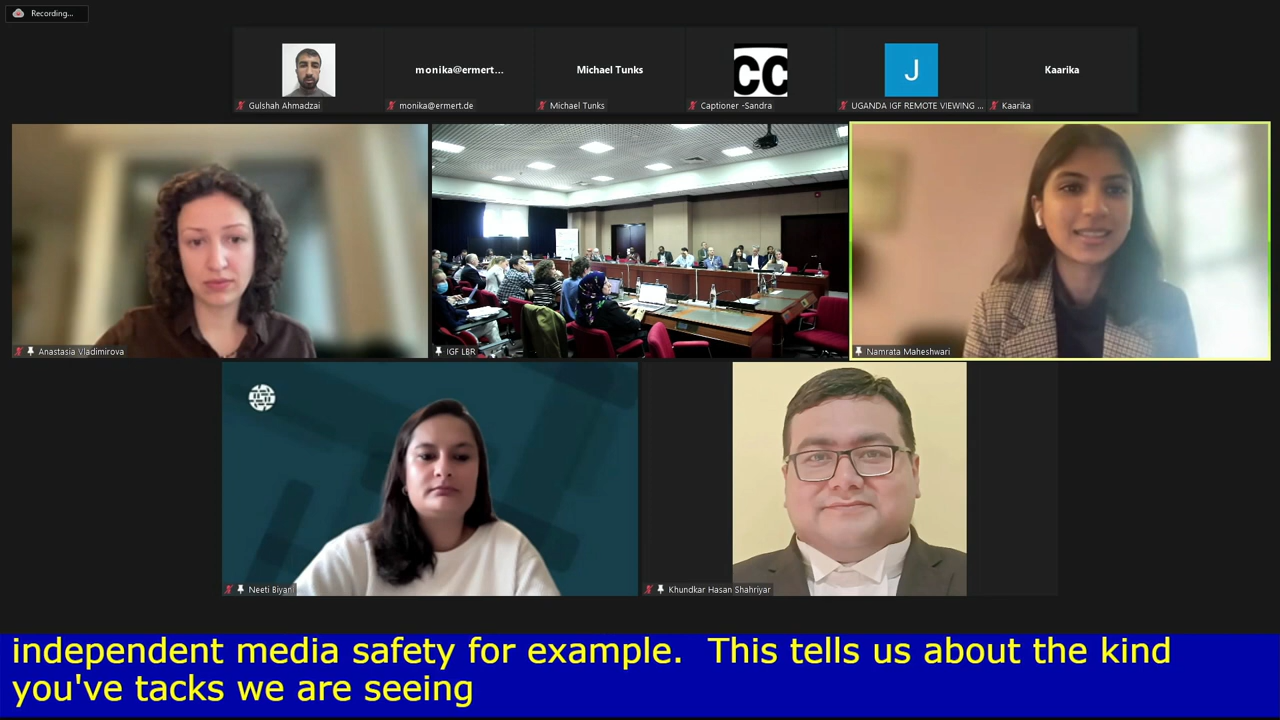 Recording...
monika@ermert...
Michael Tunks
CC
J
Kaarika
Gulshah Ahmadzai
monika@ermert.de
Michael Tunks
Captioner -Sandra
UGANDA IGF REMOTE VIEWING ...
Kaarika
Anastasia Vladimirova
IGF LBR
Namrata Maheshwari
Neeti Biyani
Khundkar Hasan Shahriyar
independent media safety for example. This tells us about the kind
you've tacks we are seeing